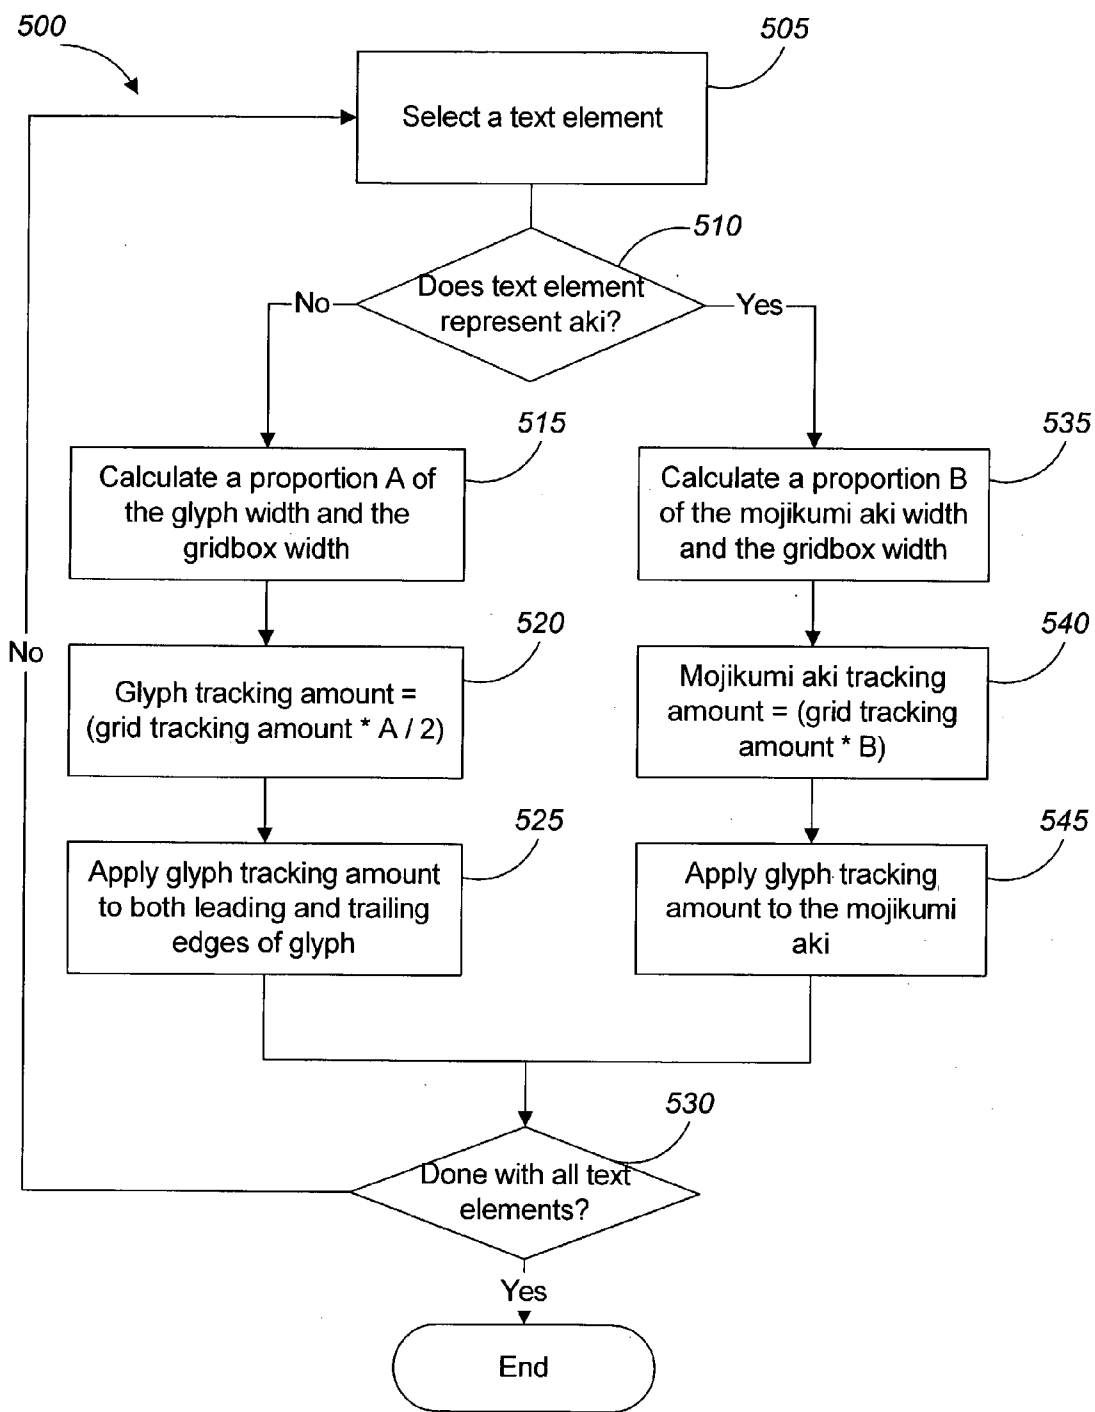 500
505
Select a text element
510
Does text element
represent aki?
No
Yes
515
Calculate a proportion A of
the glyph width and the
gridbox width
535
Calculate a proportion B
of the mojikumi aki width
and the gridbox width
520
Glyph tracking amount =
(grid tracking amount * A / 2)
540
Mojikumi aki tracking
amount = (grid tracking
amount * B)
No
525
Apply glyph tracking amount
to both leading and trailing
edges of glyph
545
Apply glyph tracking
amount to the mojikumi
aki
530
Done with all text
elements?
Yes
End